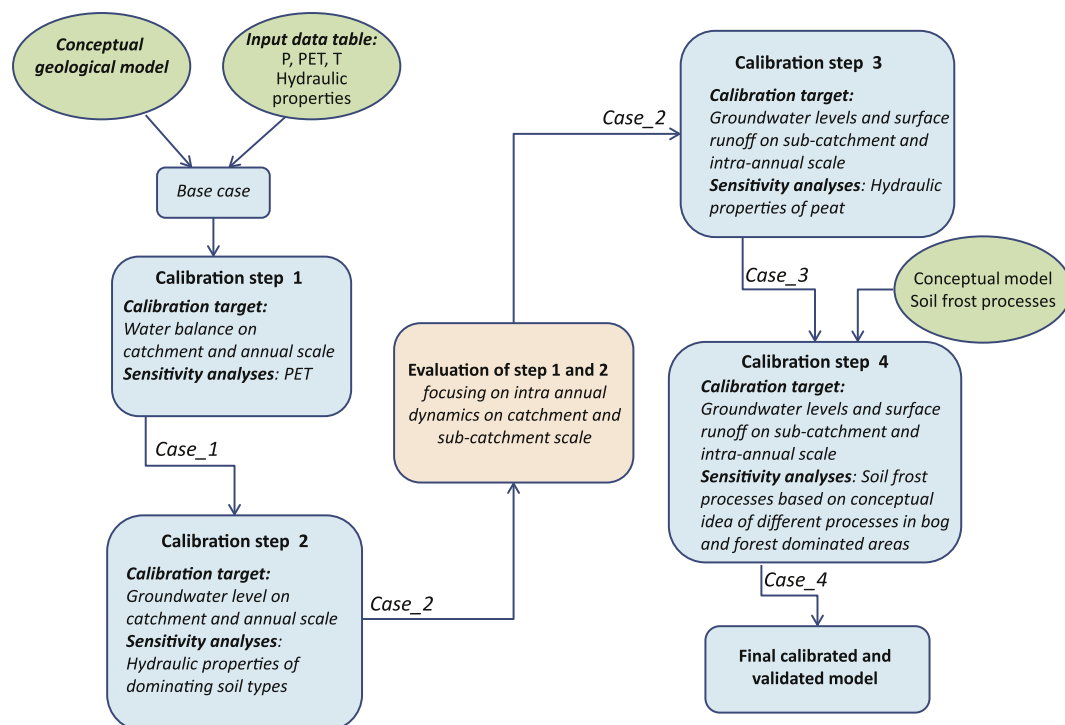 Conceptual
geological model
Input data table:
P, PET, T
Hydraulic
properties
Base case
Calibration step 1
Calibration target:
Water balance on
catchment and annual scale
Sensitivity analyses: PET
Case_1
Calibration step 2
Calibration target:
Groundwater level on
catchment and annual scale
Sensitivity analyses:
Hydraulic properties of
dominating soil types
Case_2
Evaluation of step 1 and 2
focusing on intra annual
dynamics on catchment and
sub-catchment scale
Case_2
Calibration step 3
Calibration target:
Groundwater levels and surface
runoff on sub-catchment and
intra-annual scale
Sensitivity analyses: Hydraulic
properties of peat
Case_3
Conceptual model
Soil frost processes
Calibration step 4
Calibration target:
Groundwater levels and surface
runoff on sub-catchment and
intra-annual scale
Sensitivity analyses: Soil frost
processes based on conceptual
idea of different processes in bog
and forest dominated areas
Case_4
Final calibrated and
validated model